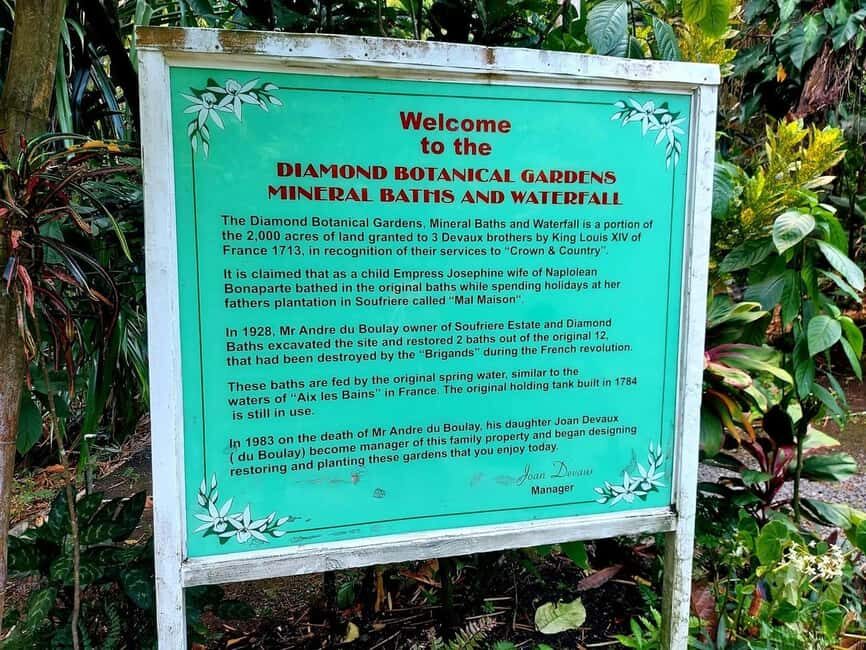 Welcome
to the
DIAMOND BOTANICAL GARDENS
MINERAL BATHS AND WATERFALL
The Diamond Botanical Gardens, Mineral Baths and Waterfall is a portion of
the 2,000 acres of land granted to 3 Devaux brothers by King Louis XIV of
France 1713, in recognition of their services to "Crown & Country".
It is claimed that as a child Empress Josephine wife of Naplolean
Bonaparte bathed in the original baths while spending holidays at her
fathers plantation in Soufriere called "Mal Maison".
In 1928, Mr Andre du Boulay owner of Soufriere Estate and Diamond
Baths excavated the site and restored 2 baths out of the original 12,
that had been destroyed by the "Brigands" during the French revolution.
These baths are fed by the original spring water, similar to the
waters of "Aix les Bains" in France. The original holding tank built in 1784
is still in use.
In 1983 on the death of Mr Andre du Boulay, his daughter Joan Devaux
( du Boulay) become manager of this family property and began designing
restoring and planting these gardens that you enjoy today.
Joan Devaux
Manager